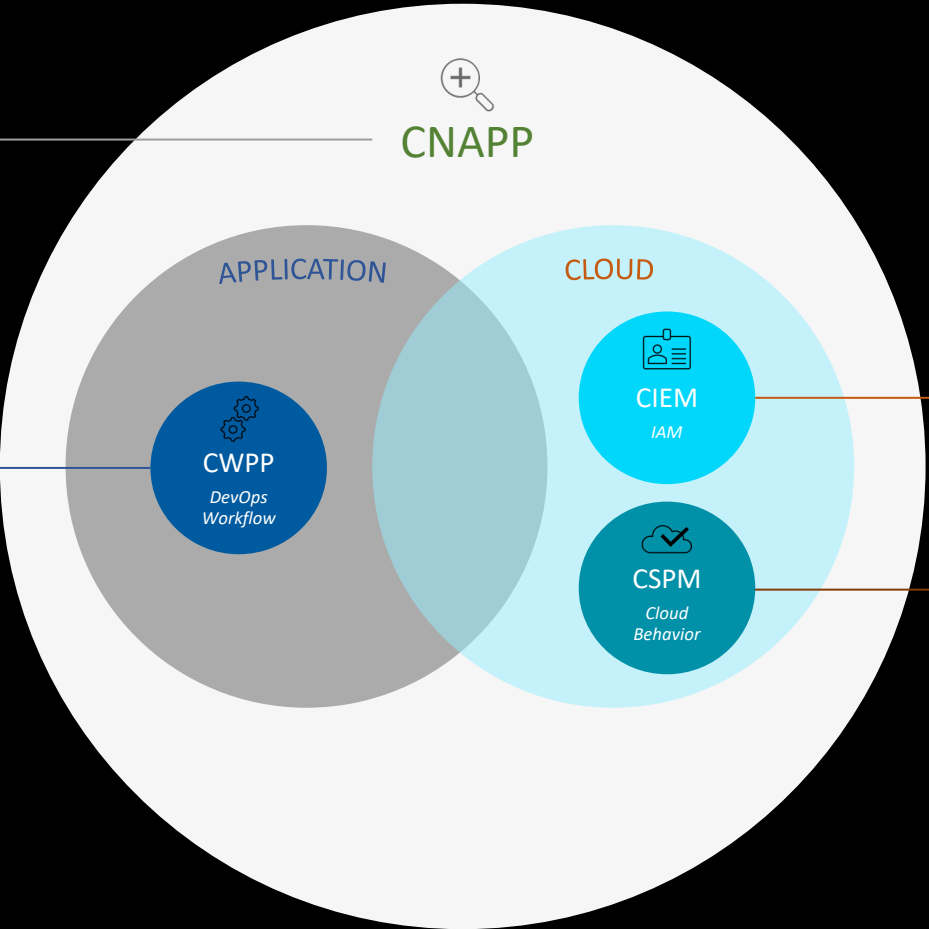 CNAPP
APPLICATION
CLOUD
CWPP
DevOps
Workflow
CIEM
IAM
CSPM
Cloud
Behavior